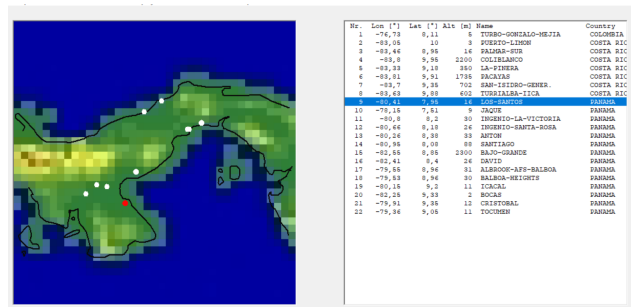 Nr. Lon [°] Lat [°] Alt [m] Name Country
1 -76,73 8,11 5 TURBO-GONZALO-MEJIA COLOMBIA
2 -83,05 10 3 PUERTO-LIMON COSTA RIC
3 -83,46 8,95 16 PALMAR-SUR COSTA RIC
4 -83,8 9,95 2200 COLIBLANCO COSTA RIC
5 -83,33 9,18 350 LA-PINERA COSTA RIC
6 -83,81 9,91 1735 PACAYAS COSTA RIC
7 -83,7 9,35 702 SAN-ISIDRO-GENER. COSTA RIC
8 -83,63 9,88 602 TURRIALBA-IICA COSTA RIC
9 -80,41 7,95 16 LOS-SANTOS PANAMA
10 -78,15 7,51 9 JAQUE PANAMA
11 -80,8 8,2 30 INGENIO-LA-VICTORIA PANAMA
12 -80,66 8,18 26 INGENIO-SANTA-ROSA PANAMA
13 -80,26 8,38 33 ANTON PANAMA
14 -80,95 8,08 88 SANTIAGO PANAMA
15 -82,55 8,85 2300 BAJO-GRANDE PANAMA
16 -82,41 8,4 26 DAVID PANAMA
17 -79,55 8,96 31 ALBROOK-AFS-BALBOA PANAMA
18 -79,53 8,96 30 BALBOA-HEIGHTS PANAMA
19 -80,15 9,2 11 ICACAL PANAMA
20 -82,25 9,33 2 BOCAS PANAMA
21 -79,91 9,35 12 CRISTOBAL PANAMA
22 -79,36 9,05 11 TOCUMEN PANAMA